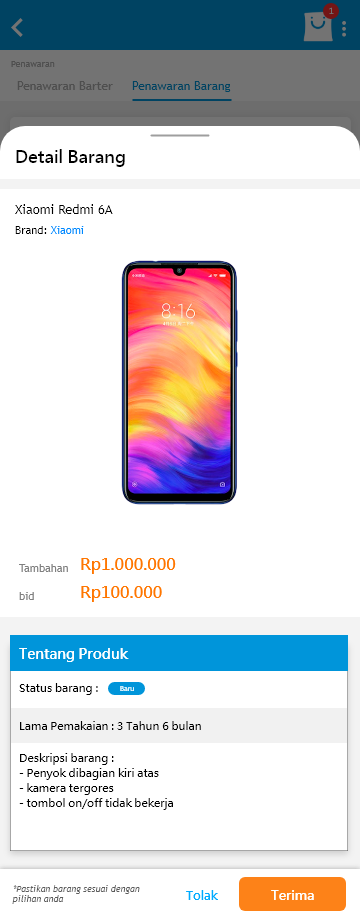 1
Penawaran
Penawaran Barter Penawaran Barang
Detail Barang
Xiaomi Redmi 6A
Brand: Xiaomi
8:16
Tambahan Rp1.000.000
bid Rp100.000
Tentang Produk
Status barang : Baru
Lama Pemakaian : 3 Tahun 6 bulan
Deskripsi barang :
- Penyok dibagian kiri atas
- kamera tergores
- tombol on/off tidak bekerja
*Pastikan barang sesuai dengan
pilihan anda
Tolak
Terima